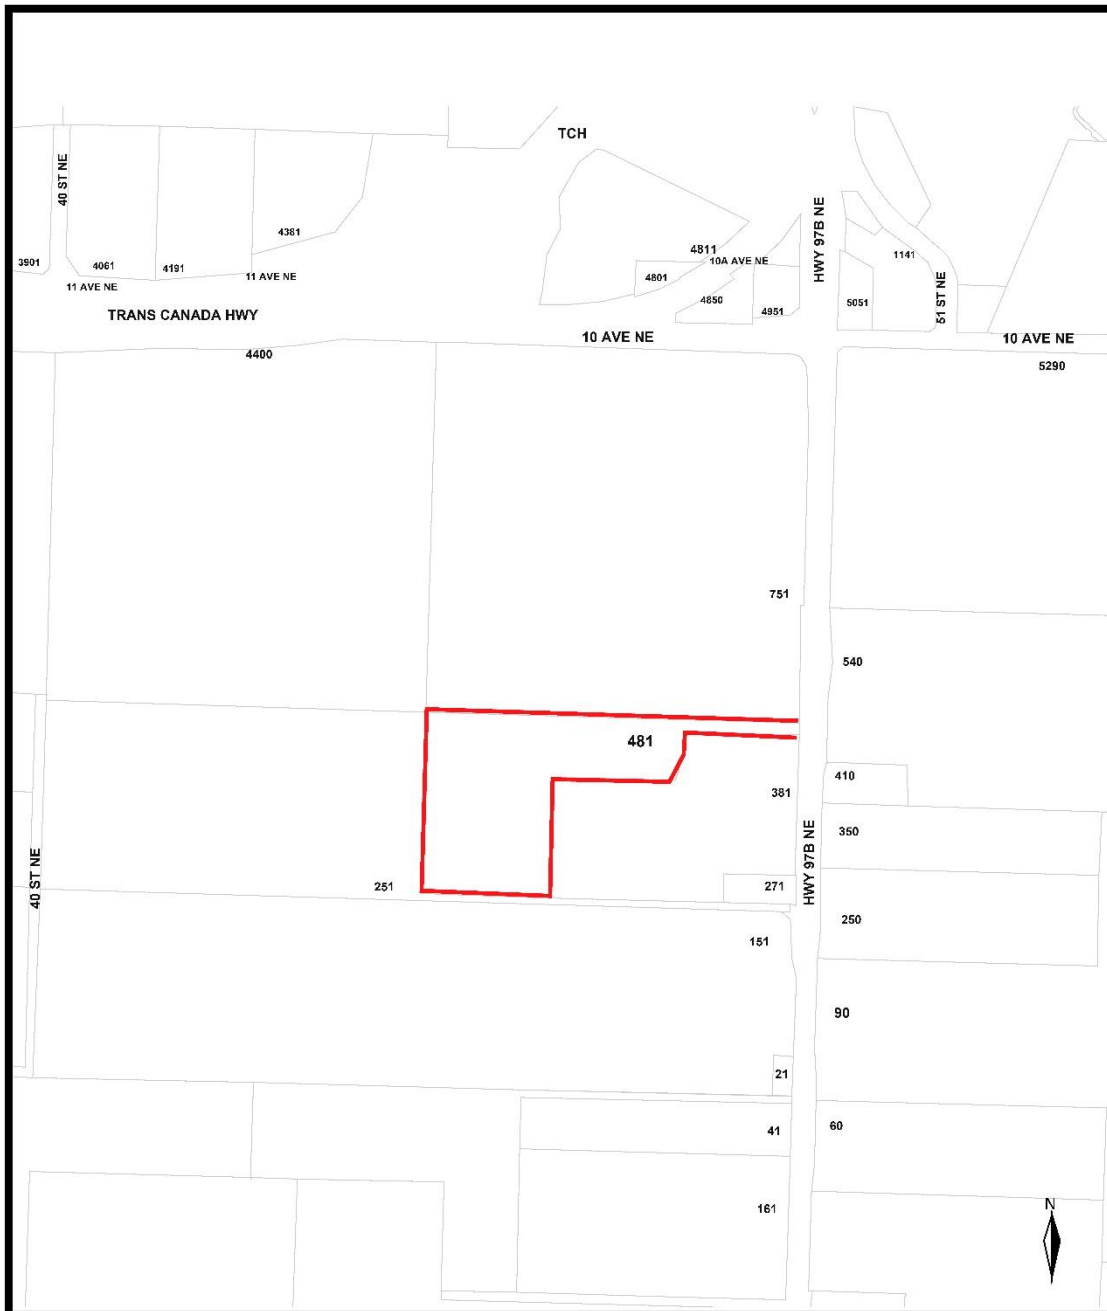 TCH
40 ST NE
HWY 97B NE
4381
4811
1141
3901
4061
4191
11 AVE NE
10A AVE NE
4801
11 AVE NE
4850
4951
5051
51 ST NE
TRANS CANADA HWY
10 AVE NE
10 AVE NE
4400
5290
751
540
481
410
381
350
40 ST NE
HWY 97B NE
251
271
250
151
90
21
41
60
161
N